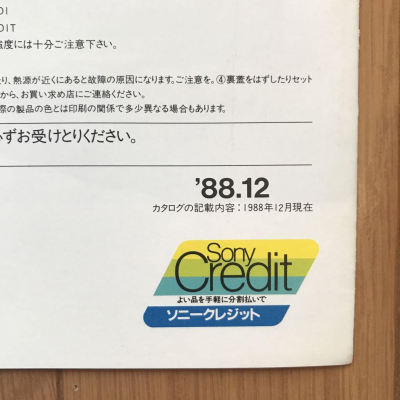 DI
DIT
強度には十分ご注意下さい。
り、熱源が近くにあると故障の原因になります。ご注意を。④裏蓋をはずしたりセット
から、お買い求め店にご連絡ください。
際の製品の色とは印刷の関係で多少異なる場合もあります。
ずお受けとりください。
'88.12
カタログの記載内容：1988年12月現在
Sony
Credit
よい品を手軽に分割払いで
ソニークレジット